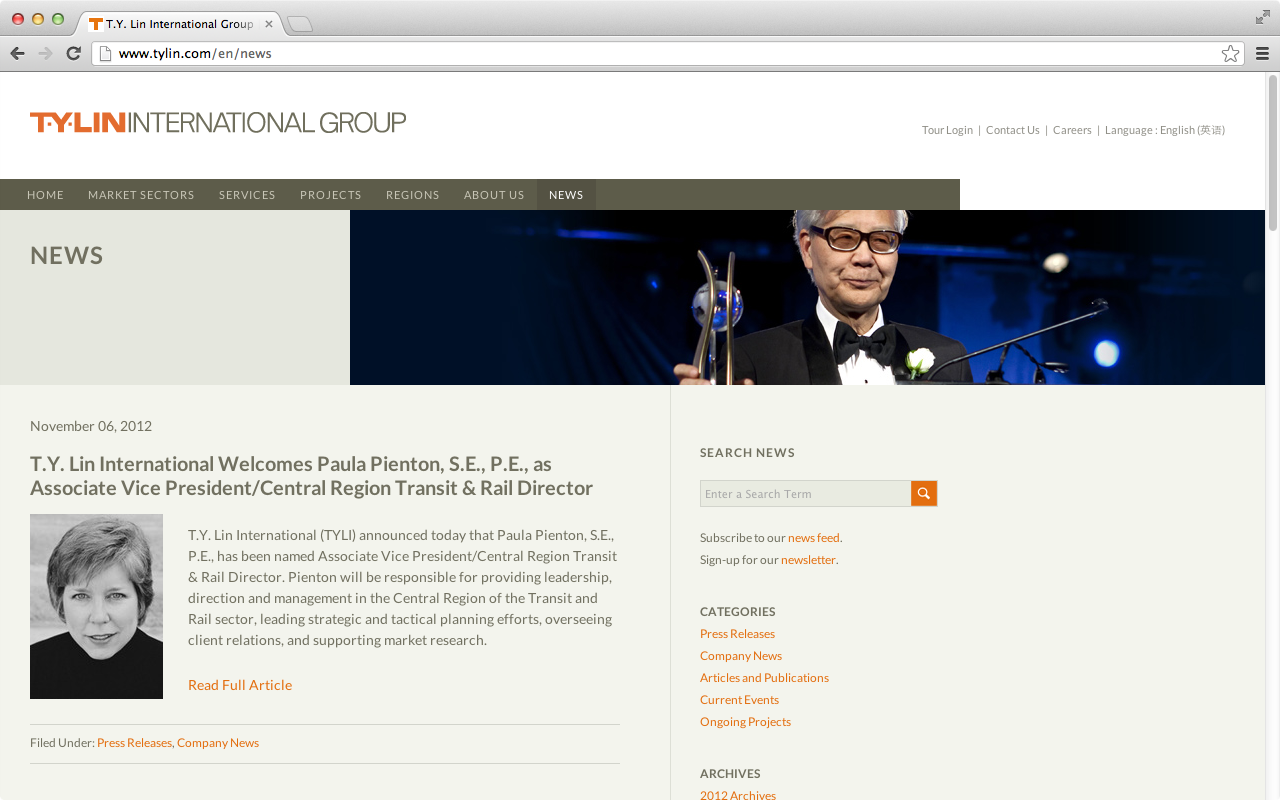 T.Y. Lin International Group
www.tylin.com/en/news
T·Y·LIN INTERNATIONAL GROUP
Tour Login | Contact Us | Careers | Language : English (英语)
HOME MARKET SECTORS SERVICES PROJECTS REGIONS ABOUT US NEWS
NEWS
November 06, 2012
T.Y. Lin International Welcomes Paula Pienton, S.E., P.E., as
Associate Vice President/Central Region Transit & Rail Director
T.Y. Lin International (TYLI) announced today that Paula Pienton, S.E.,
P.E., has been named Associate Vice President/Central Region Transit
& Rail Director. Pienton will be responsible for providing leadership,
direction and management in the Central Region of the Transit and
Rail sector, leading strategic and tactical planning efforts, overseeing
client relations, and supporting market research.
Read Full Article
Filed Under: Press Releases, Company News
SEARCH NEWS
Enter a Search Term
Subscribe to our news feed.
Sign-up for our newsletter.
CATEGORIES
Press Releases
Company News
Articles and Publications
Current Events
Ongoing Projects
ARCHIVES
2012 Archives